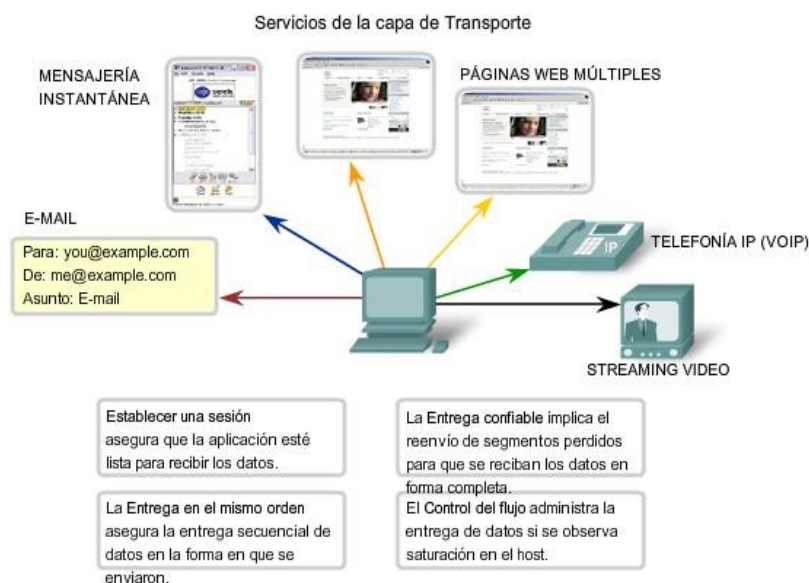 Servicios de la capa de Transporte
MENSAJERÍA
INSTANTÁNEA
PÁGINAS WEB MÚLTIPLES
E-MAIL
Para: you@example.com
De: me@example.com
Asunto: E-mail
IP
TELEFONÍA IP (VOIP)
STREAMING VIDEO
Establecer una sesión
asegura que la aplicación esté
lista para recibir los datos.
La Entrega confiable implica el
reenvío de segmentos perdidos
para que se reciban los datos en
forma completa.
La Entrega en el mismo orden
asegura la entrega secuencial de
datos en la forma en que se
enviaron.
El Control del flujo administra la
entrega de datos si se observa
saturación en el host.